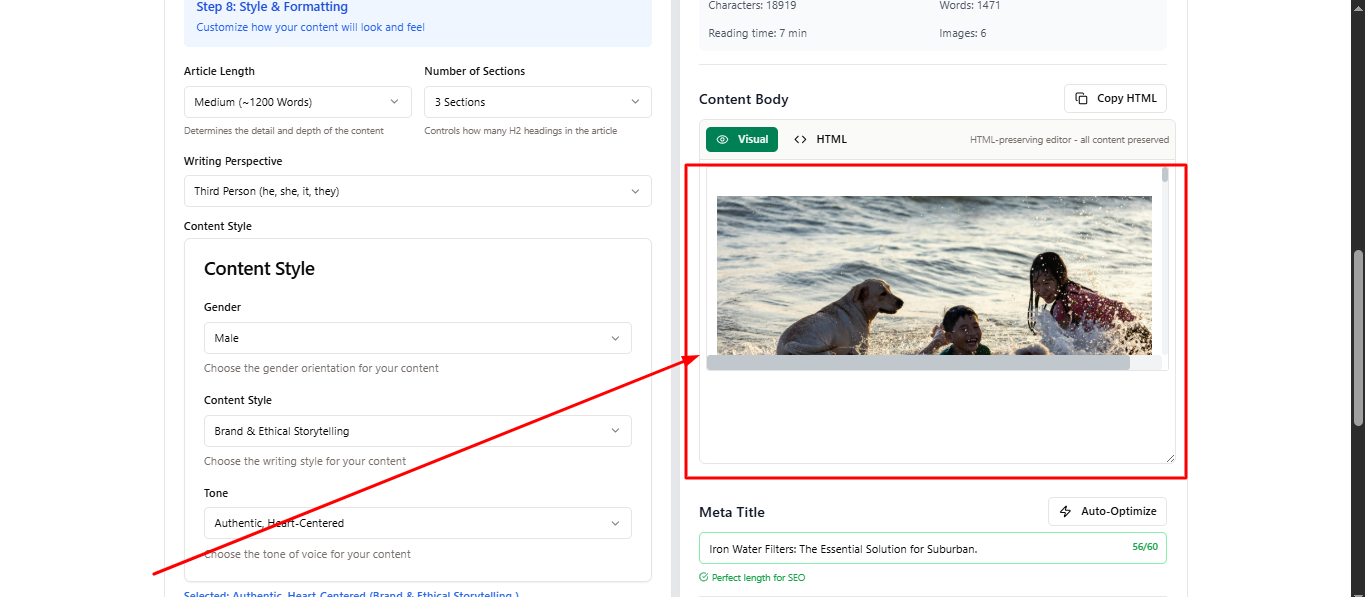 Step 8: Style & Formatting
Customize how your content will look and feel
Article Length
Number of Sections
Medium (~1200 Words)
3 Sections
Determines the detail and depth of the content
Controls how many H2 headings in the article
Writing Perspective
Third Person (he, she, it, they)
Content Style
Content Style
Gender
Male
Choose the gender orientation for your content
Content Style
Brand & Ethical Storytelling
Choose the writing style for your content
Tone
Authentic, Heart-Centered
Choose the tone of voice for your content
Selected: Authentic, Heart-Centered (Brand & Ethical Storytelling )
Characters: 18919
Words: 1471
Reading time: 7 min
Images: 6
Content Body
Copy HTML
Visual
HTML
HTML-preserving editor - all content preserved
Meta Title
Auto-Optimize
Iron Water Filters: The Essential Solution for Suburban.
56/60
Perfect length for SEO